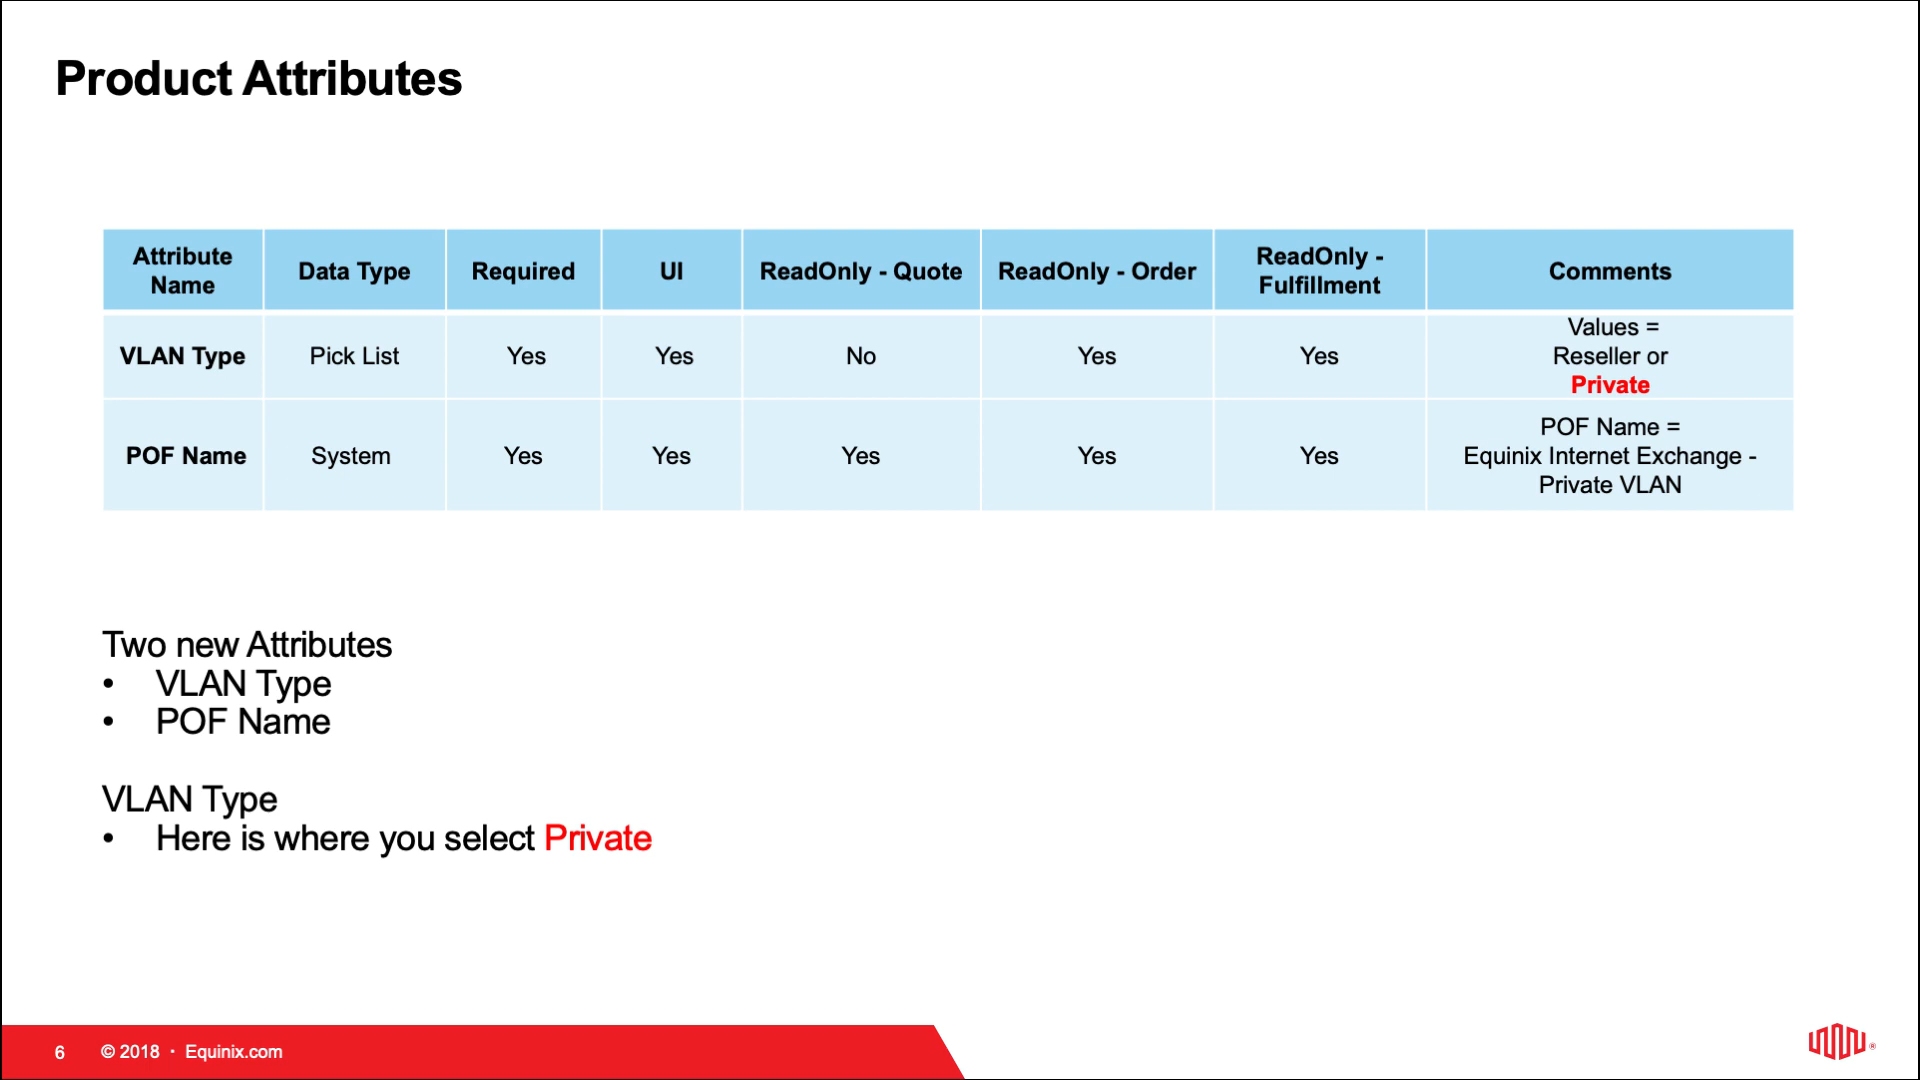 Product Attributes
Attribute
Name
Data Type
Required
UI
ReadOnly - Quote
ReadOnly - Order
ReadOnly -
Fulfillment
Comments
VLAN Type
Pick List
Yes
Yes
No
Yes
Yes
Values =
Reseller or
Private
POF Name
System
Yes
Yes
Yes
Yes
Yes
POF Name =
Equinix Internet Exchange -
Private VLAN
Two new Attributes
• VLAN Type
• POF Name
VLAN Type
• Here is where you select Private
6 © 2018 · Equinix.com
®